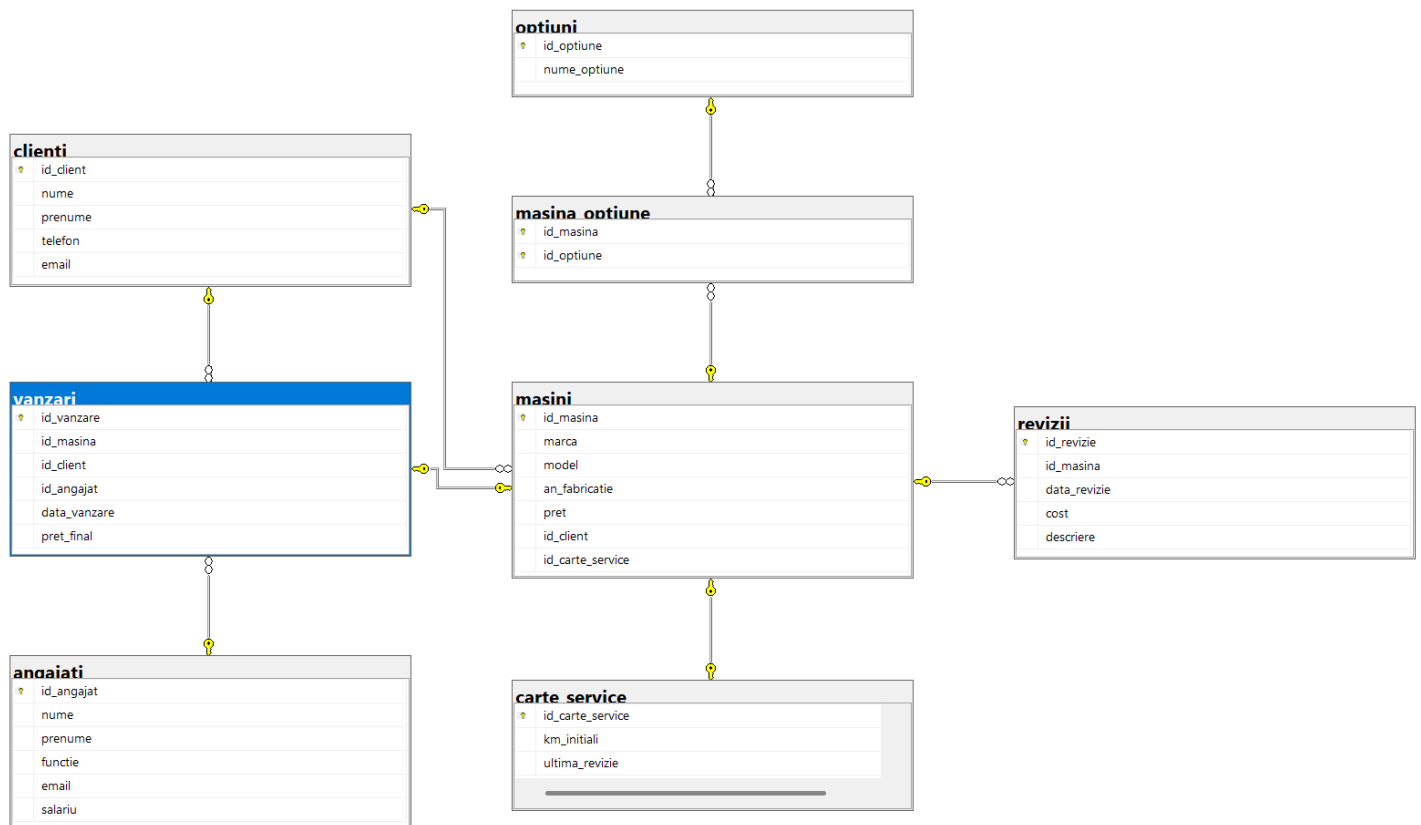 optiuni
id_optiune
nume_optiune
clienti
id_client
nume
prenume
telefon
email
masina_optiune
id_masina
id_optiune
vanzari
id_vanzare
id_masina
id_client
id_angajat
data_vanzare
pret_final
masini
id_masina
marca
model
an_fabricatie
pret
id_client
id_carte_service
revizii
id_revizie
id_masina
data_revizie
cost
descriere
angajati
id_angajat
nume
prenume
functie
email
salariu
carte_service
id_carte_service
km_initiali
ultima_revizie